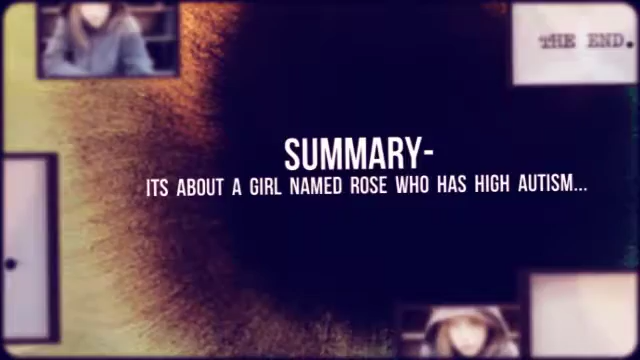 THE END.
SUMMARY-
ITS ABOUT A GIRL NAMED ROSE WHO HAS HIGH AUTISM...